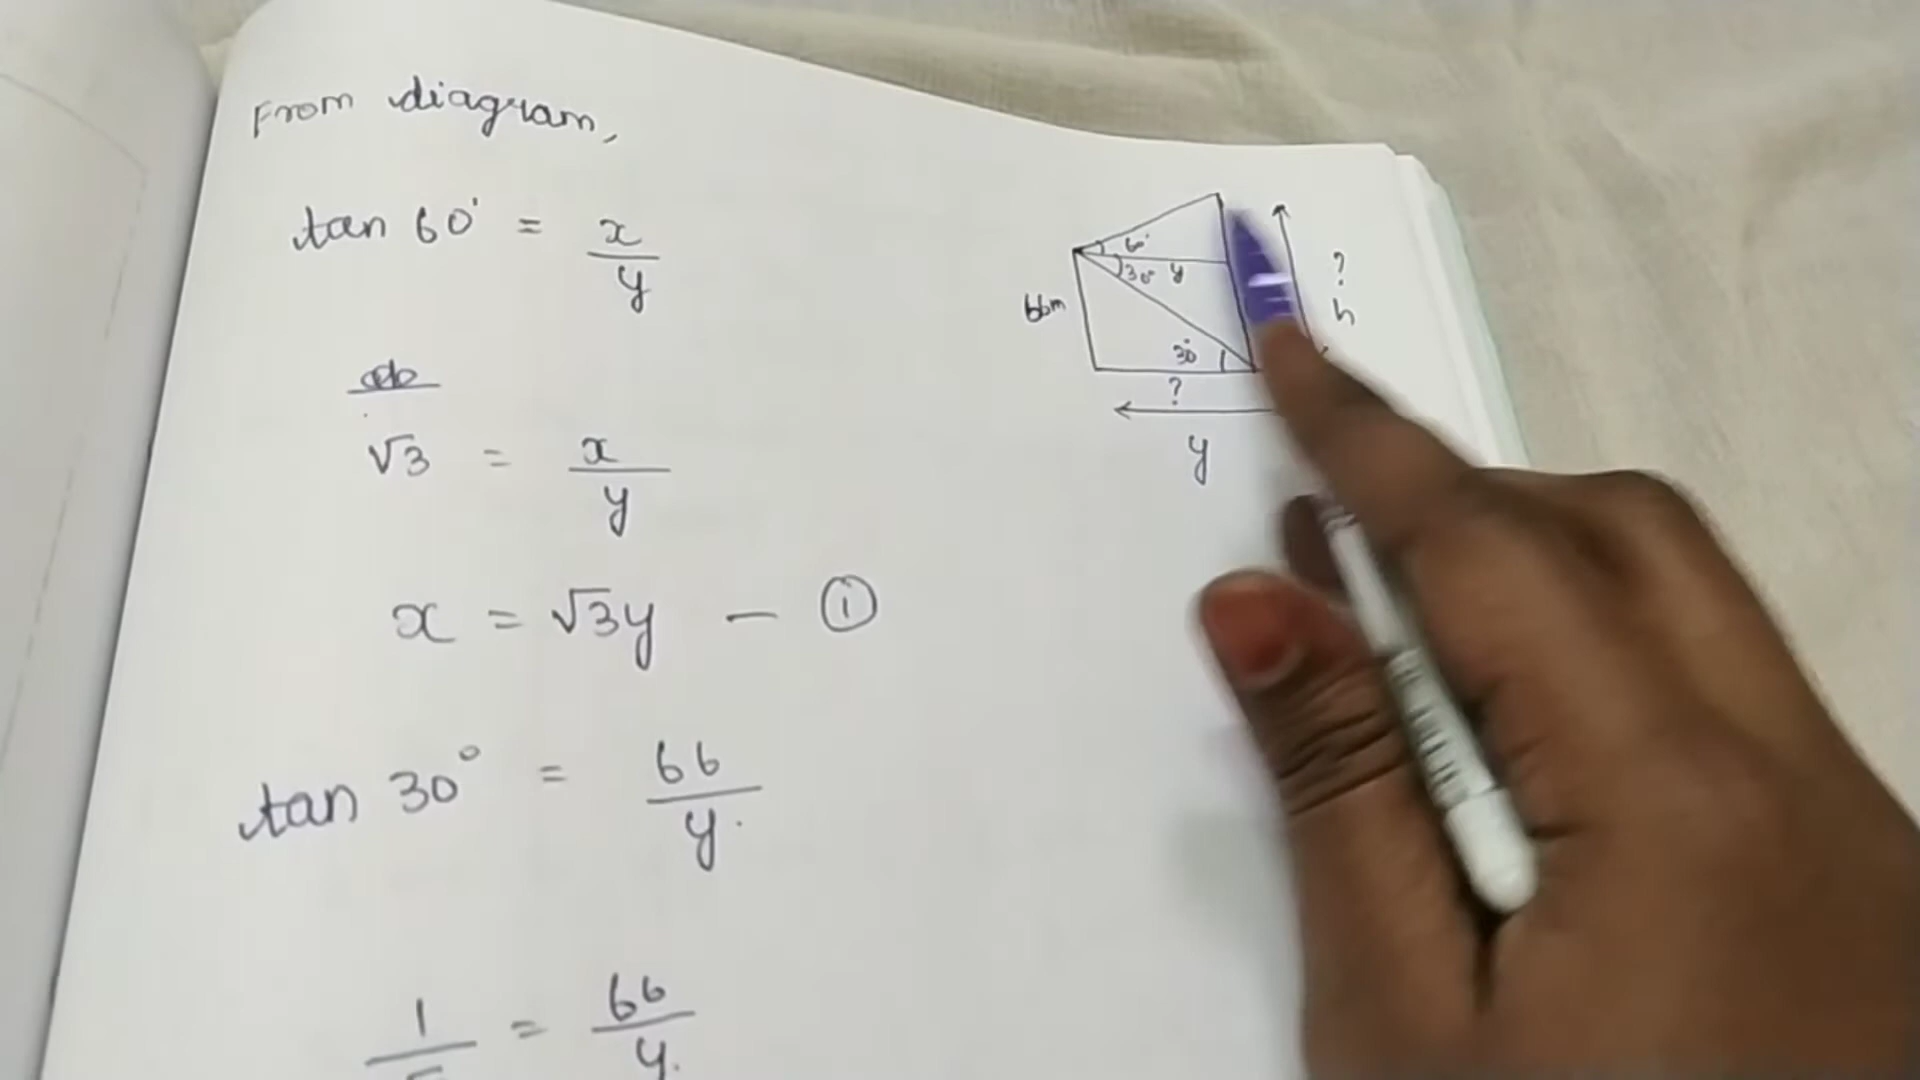 From diagram,
tan 60° = x/y
√3 = x/y
x = √3y — ①
tan 30° = 66/y.
1/√ = 66/y.
60°
30° y
66m
30°
?
y
?
h